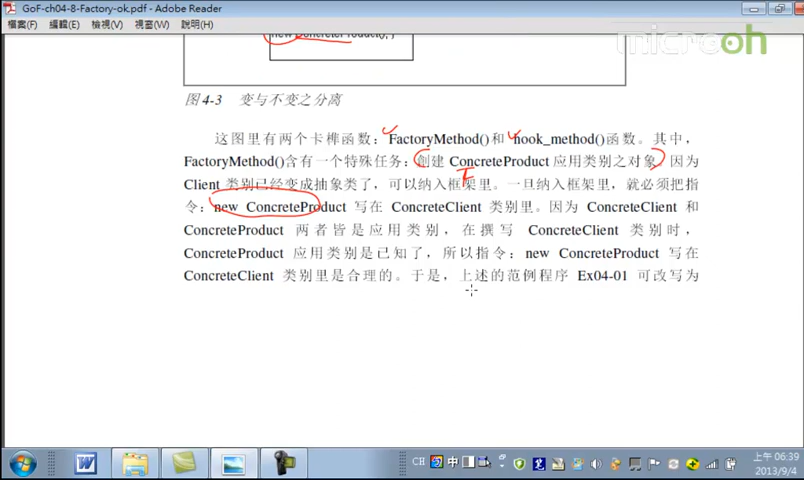 GoF-ch04-8-Factory-ok.pdf - Adobe Reader
檔案(F) 編輯(E) 檢視(V) 視窗(W) 說明(H)
microoh
new ConcreteProduct(); }
图 4-3 变与不变之分离
这图里有两个卡榫函数：FactoryMethod()和 hook_method()函数。其中，
FactoryMethod()含有一个特殊任务：創建 ConcreteProduct 应用类别之对象 因为
Client 类别已经变成抽象类了，可以纳入框架里。一旦纳入框架里，就必须把指
令：new ConcreteProduct 写在 ConcreteClient 类别里。因为 ConcreteClient 和
ConcreteProduct 两者皆是应用类别，在撰写 ConcreteClient 类别时，
ConcreteProduct 应用类别是已知了，所以指令：new ConcreteProduct 写在
ConcreteClient 类别里是合理的。于是，上述的范例程序 Ex04-01 可改写为
CH 中
上午 06:39
2013/9/4